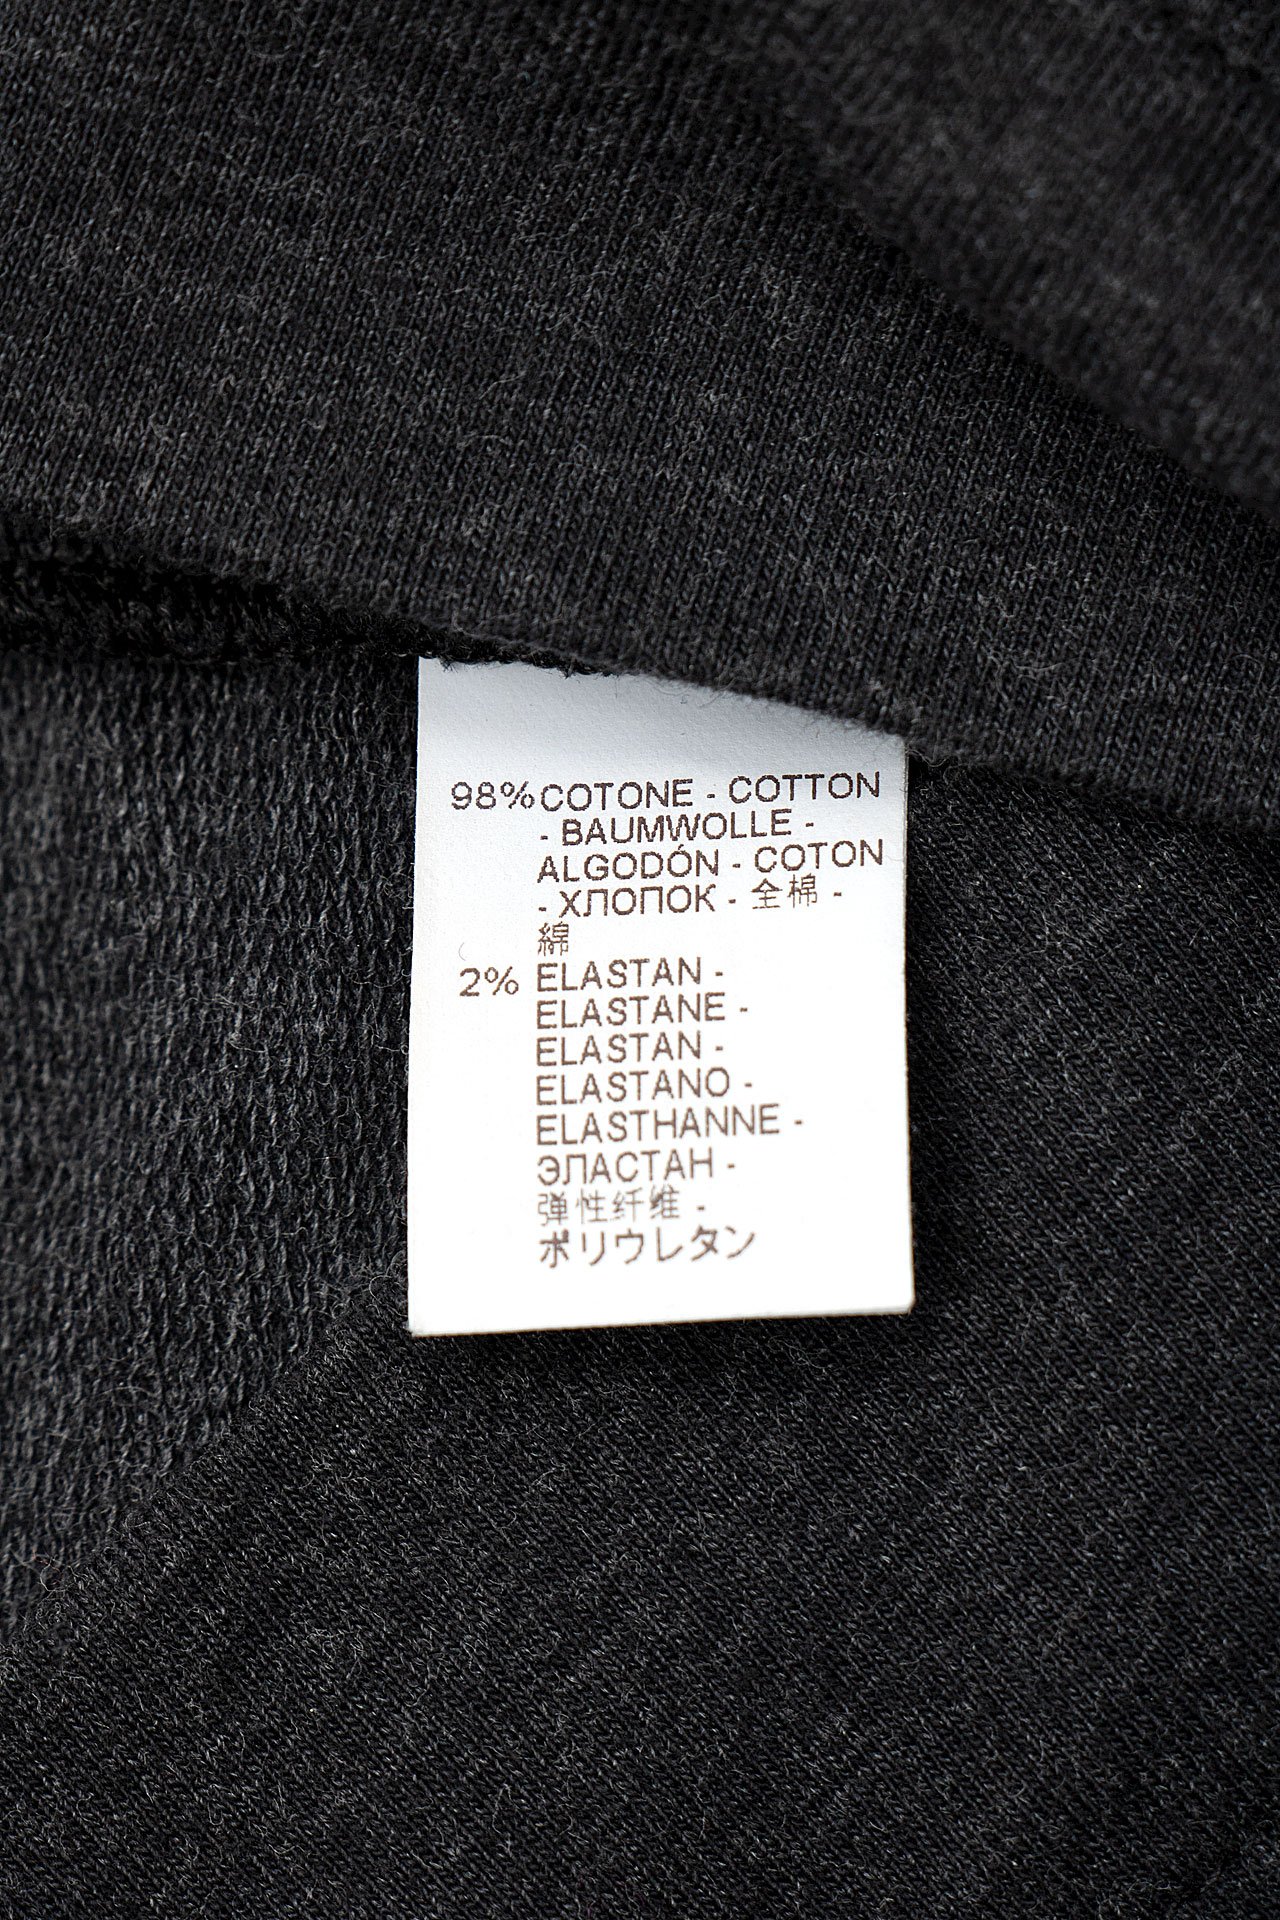 98% COTONE - COTTON
- BAUMWOLLE -
ALGODÓN - COTON
- ХЛОПОК - 全棉 -
綿
2% ELASTAN -
ELASTANE -
ELASTAN -
ELASTANO -
ELASTHANNE -
ЭЛАСТАН -
弹性纤维 -
ポリウレタン